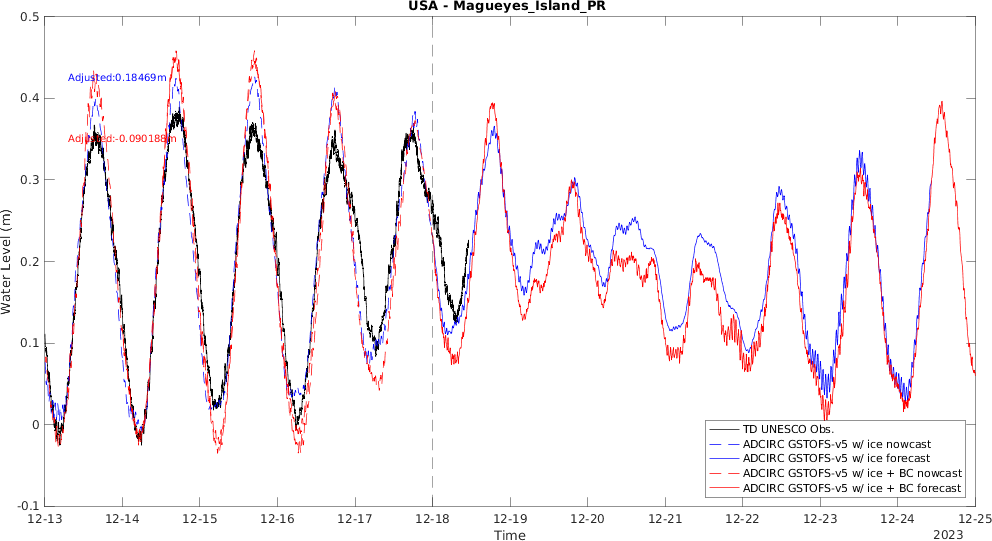 USA - Magueyes_Island_PR
0.5
0.4
0.3
0.2
0.1
0
-0.1
Water Level (m)
Adjusted:0.18469m
Adjusted:-0.090188m
TD UNESCO Obs.
ADCIRC GSTOFS-v5 w/ ice nowcast
ADCIRC GSTOFS-v5 w/ ice forecast
ADCIRC GSTOFS-v5 w/ ice + BC nowcast
ADCIRC GSTOFS-v5 w/ ice + BC forecast
12-13 12-14 12-15 12-16 12-17 12-18 12-19 12-20 12-21 12-22 12-23 12-24 12-25
Time
2023